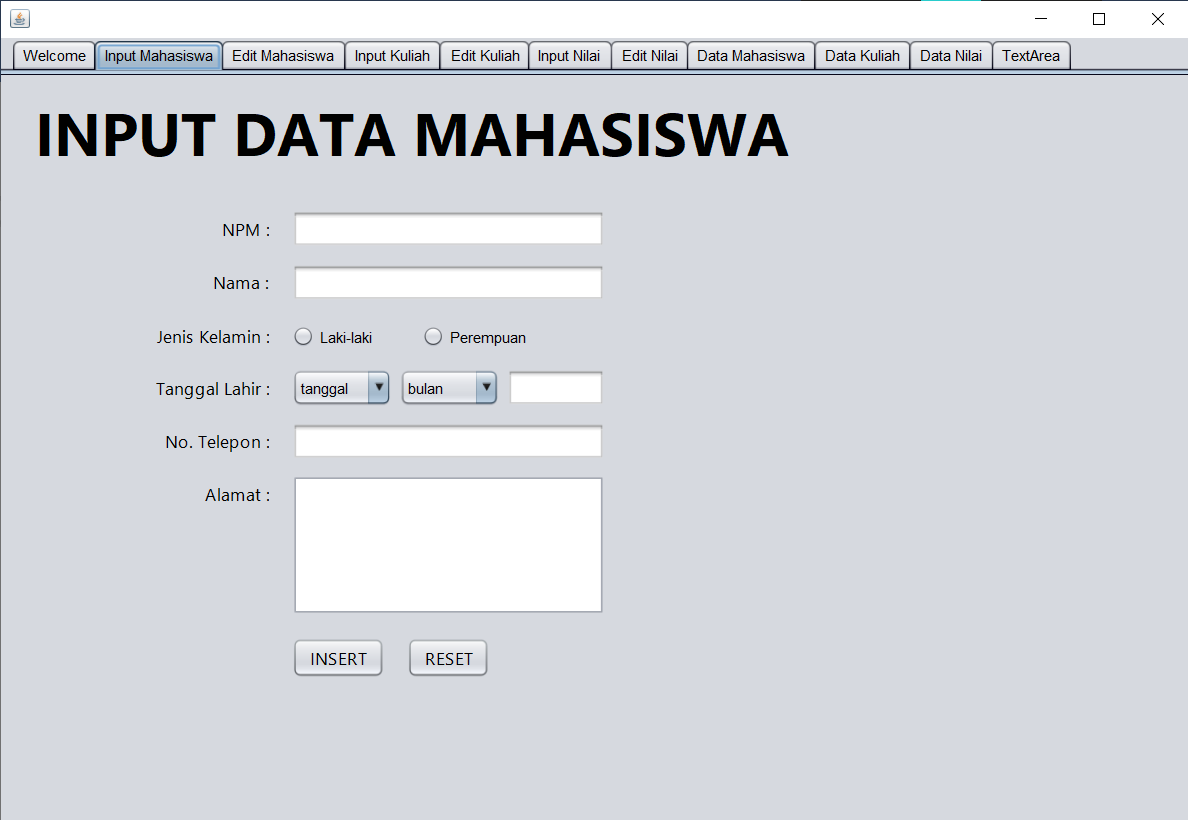 Welcome Input Mahasiswa Edit Mahasiswa Input Kuliah Edit Kuliah Input Nilai Edit Nilai Data Mahasiswa Data Kuliah Data Nilai TextArea
INPUT DATA MAHASISWA
NPM :
Nama :
Jenis Kelamin : Laki-laki Perempuan
Tanggal Lahir : tanggal bulan
No. Telepon :
Alamat :
INSERT RESET